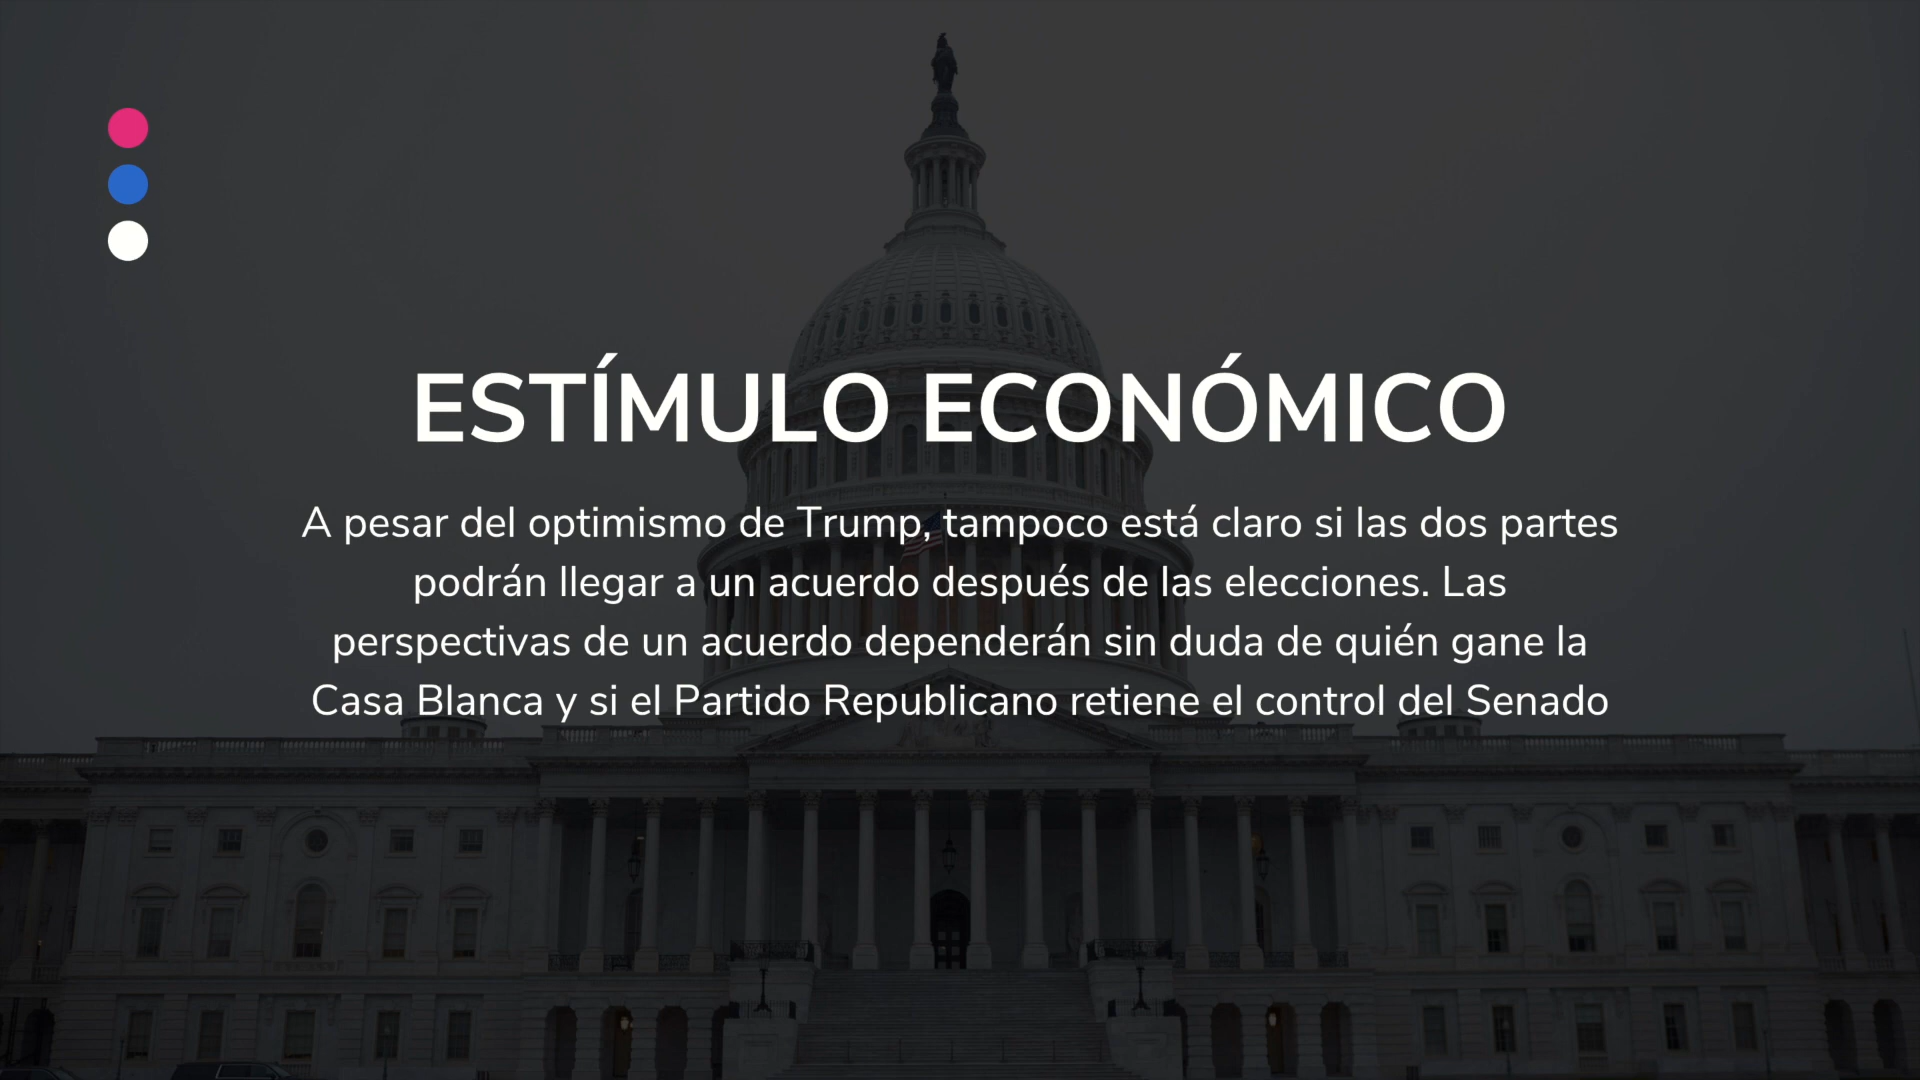 ESTÍMULO ECONÓMICO
A pesar del optimismo de Trump, tampoco está claro si las dos partes
podrán llegar a un acuerdo después de las elecciones. Las
perspectivas de un acuerdo dependerán sin duda de quién gane la
Casa Blanca y si el Partido Republicano retiene el control del Senado